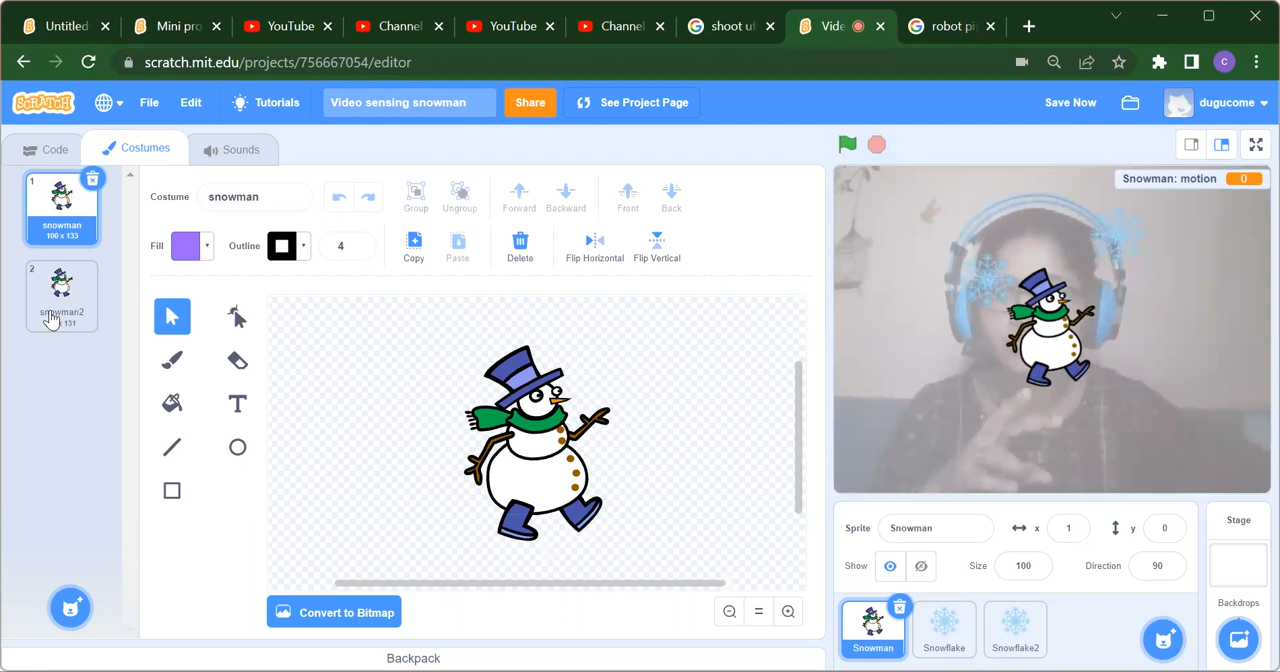 Untitled
Mini pro
YouTube
Channel
YouTube
Channel
shoot u
Vide
robot pi
scratch.mit.edu/projects/756667054/editor
C
SCRATCH
File
Edit
Tutorials
Video sensing snowman
Share
See Project Page
Save Now
dugucome
Code
Costumes
Sounds
Snowman: motion 0
1
snowman
100 x 133
2
snowman2
x 131
Costume
snowman
Group
Ungroup
Forward
Backward
Front
Back
Fill
Outline
4
Copy
Paste
Delete
Flip Horizontal
Flip Vertical
T
Convert to Bitmap
Backpack
Sprite
Snowman
x
1
y
0
Stage
Show
Size
100
Direction
90
Backdrops
Snowman
Snowflake
Snowflake2